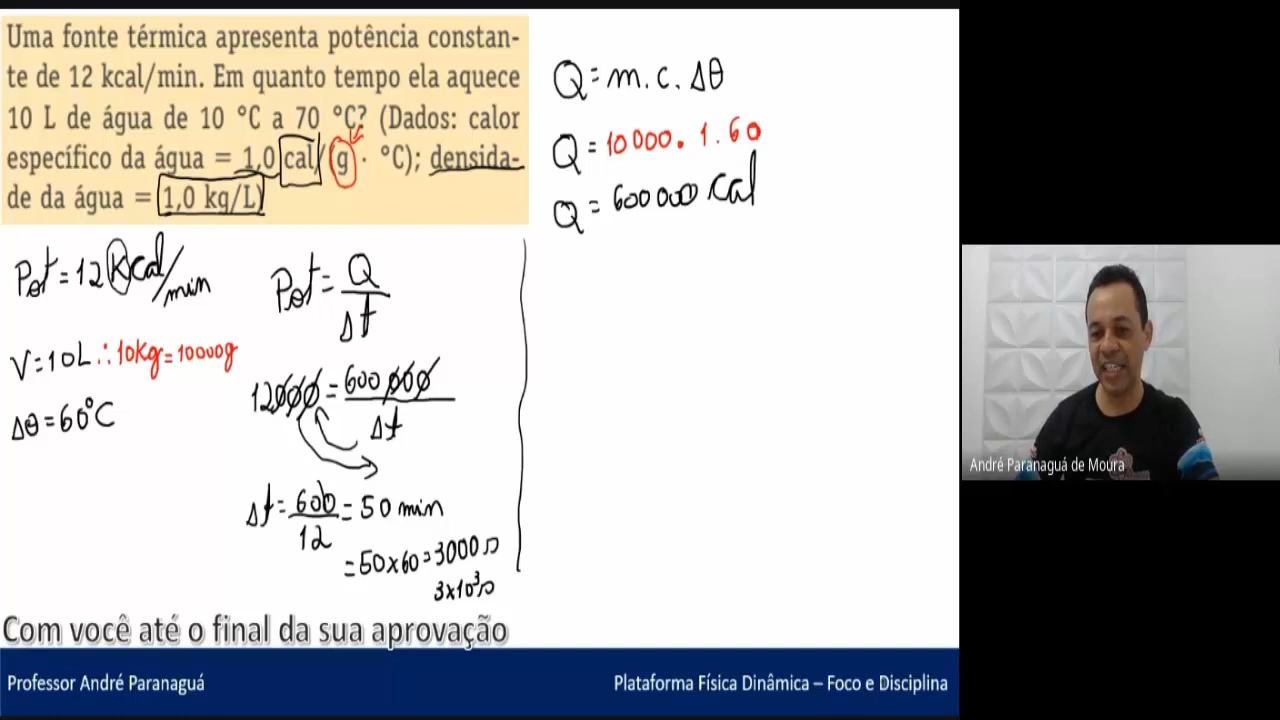 Uma fonte térmica apresenta potência constan-
te de 12 kcal/min. Em quanto tempo ela aquece
10 L de água de 10 °C a 70 °C? (Dados: calor
específico da água = 1,0 cal/(g · °C); densida-
de da água = 1,0 kg/L)
Pot = 12 kcal/min
V = 10L ∴ 10Kg = 10000g
Δθ = 60°C
Pot = Q/Δt
12000 = 600000/Δt
Δt = 600/12 = 50 min
= 50x60 = 3000 s
3x10³ s
Q = m.c.Δθ
Q = 10000.1.60
Q = 600000 cal
André Paranaguá de Moura
Com você até o final da sua aprovação
Professor André Paranaguá
Plataforma Física Dinâmica – Foco e Disciplina